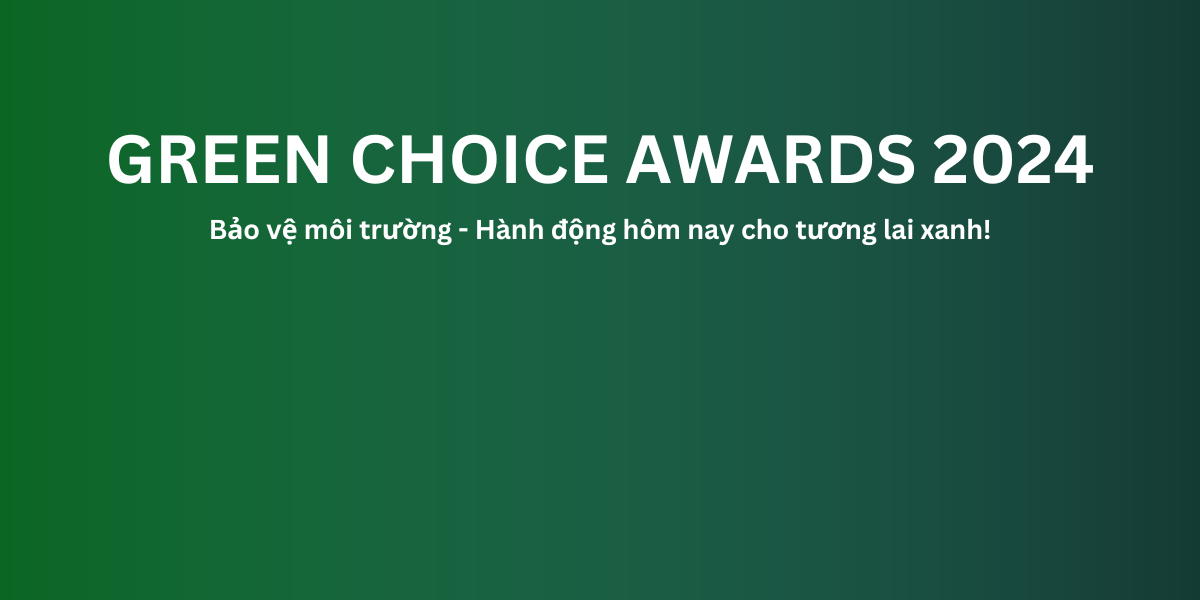 GREEN CHOICE AWARDS 2024
Bảo vệ môi trường - Hành động hôm nay cho tương lai xanh!